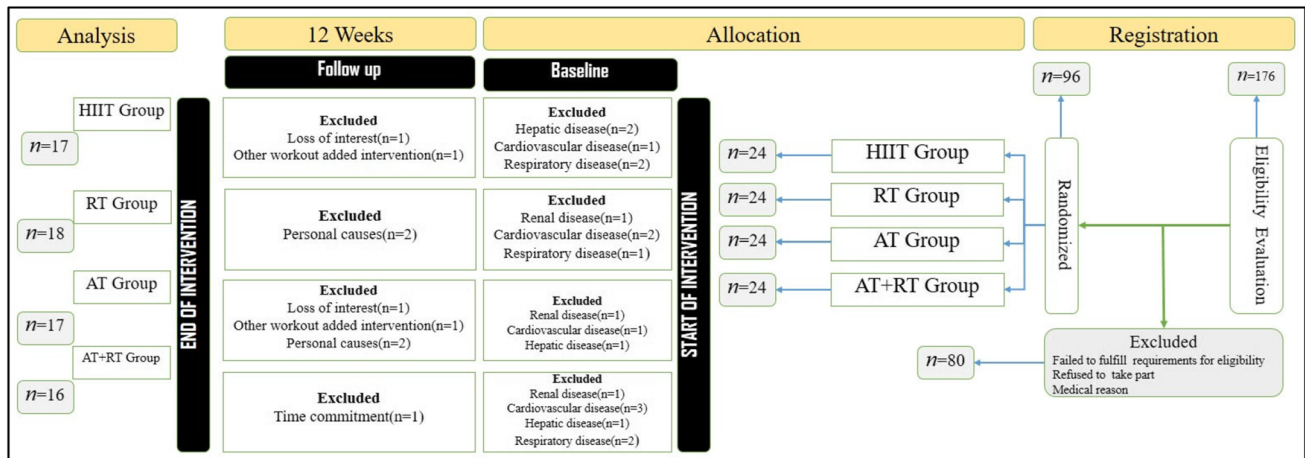 Analysis
12 Weeks
Allocation
Registration
Follow up
Baseline
n=96
n=176
HIIT Group
n=17
RT Group
n=18
AT Group
n=17
AT+RT Group
n=16
END OF INTERVENTION
Excluded
Loss of interest(n=1)
Other workout added intervention(n=1)
Excluded
Personal causes(n=2)
Excluded
Loss of interest(n=1)
Other workout added intervention(n=1)
Personal causes(n=2)
Excluded
Time commitment(n=1)
Excluded
Hepatic disease(n=2)
Cardiovascular disease(n=1)
Respiratory disease(n=2)
Excluded
Renal disease(n=1)
Cardiovascular disease(n=2)
Respiratory disease(n=1)
Excluded
Renal disease(n=1)
Cardiovascular disease(n=1)
Hepatic disease(n=1)
Excluded
Renal disease(n=1)
Cardiovascular disease(n=3)
Hepatic disease(n=1)
Respiratory disease(n=2)
START OF INTERVENTION
n=24
HIIT Group
n=24
RT Group
n=24
AT Group
n=24
AT+RT Group
Randomized
Eligibility Evaluation
n=80
Excluded
Failed to fulfill requirements for eligibility
Refused to take part
Medical reason